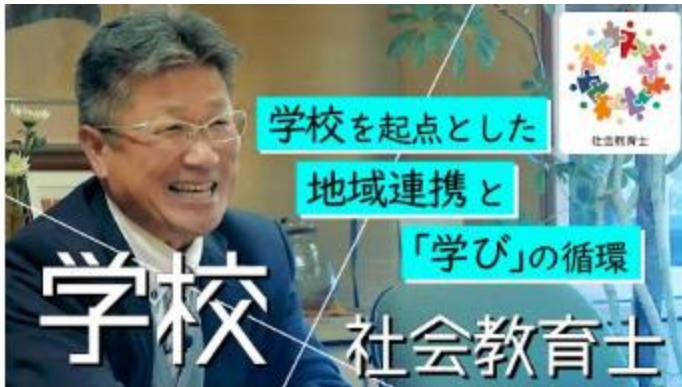 学校を起点とした
地域連携と
「学び」の循環
社会教育士
学校
社会教育士